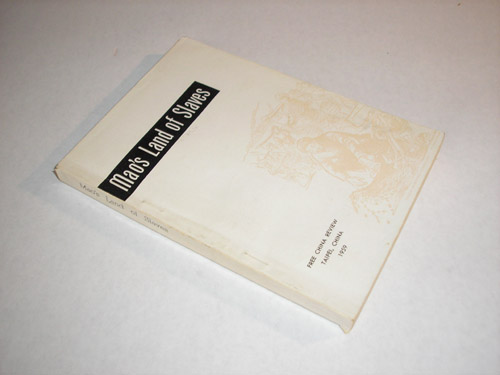 Mao's Land of Slaves
FREE CHINA REVIEW
TAIPEI, CHINA
1959
Mao's Land of Slaves